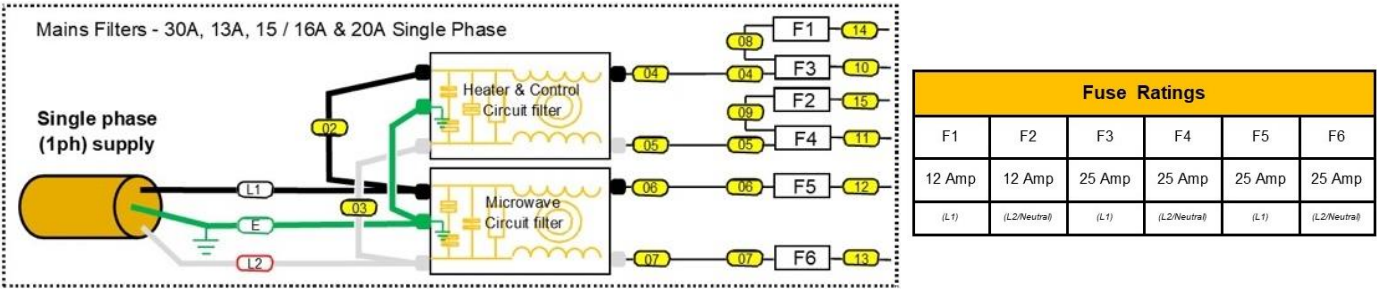 Mains Filters - 30A, 13A, 15 / 16A & 20A Single Phase
F1 14
08
04 04 F3 10
Heater & Control
Circuit filter
F2 15
09
02
05 05 F4 11
Single phase
(1ph) supply
L1
06 06 F5 12
03
Microwave
Circuit filter
E
L2
07 07 F6 13
Fuse Ratings
F1 F2 F3 F4 F5 F6
12 Amp 12 Amp 25 Amp 25 Amp 25 Amp 25 Amp
(L1) (L2/Neutral) (L1) (L2/Neutral) (L1) (L2/Neutral)